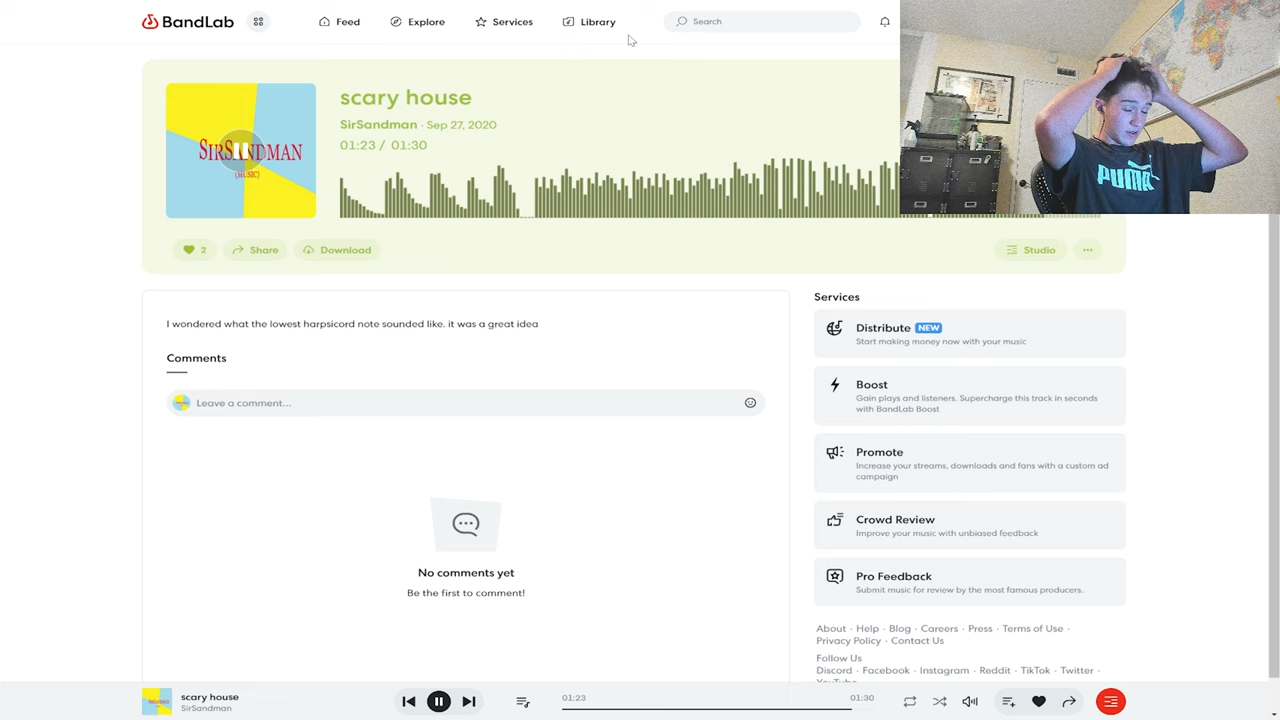 BandLab
Feed
Explore
Services
Library
Search
scary house
SirSandman · Sep 27, 2020
01:23 / 01:30
SIRSANDMAN
(MUSIC)
2
Share
Download
Studio
PUMA
I wondered what the lowest harpsicord note sounded like. it was a great idea
Comments
Leave a comment...
No comments yet
Be the first to comment!
Services
Distribute NEW
Start making money now with your music
Boost
Gain plays and listeners. Supercharge this track in seconds
with BandLab Boost
Promote
Increase your streams, downloads and fans with a custom ad
campaign
Crowd Review
Improve your music with unbiased feedback
Pro Feedback
Submit music for review by the most famous producers.
About · Help · Blog · Careers · Press · Terms of Use ·
Privacy Policy · Contact Us
Follow Us
Discord · Facebook · Instagram · Reddit · TikTok · Twitter ·
YouTube
scary house
SirSandman
01:23
01:30